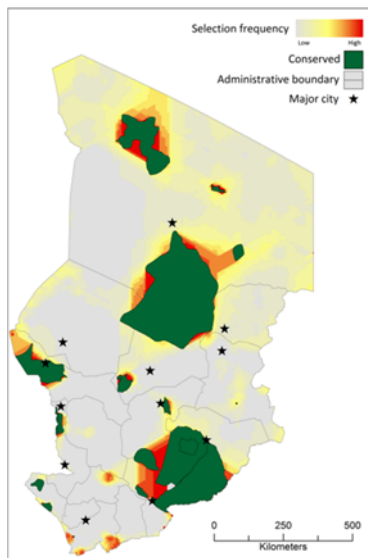 Selection frequency
Low High
Conserved
Administrative boundary
Major city
0 250 500
Kilometers